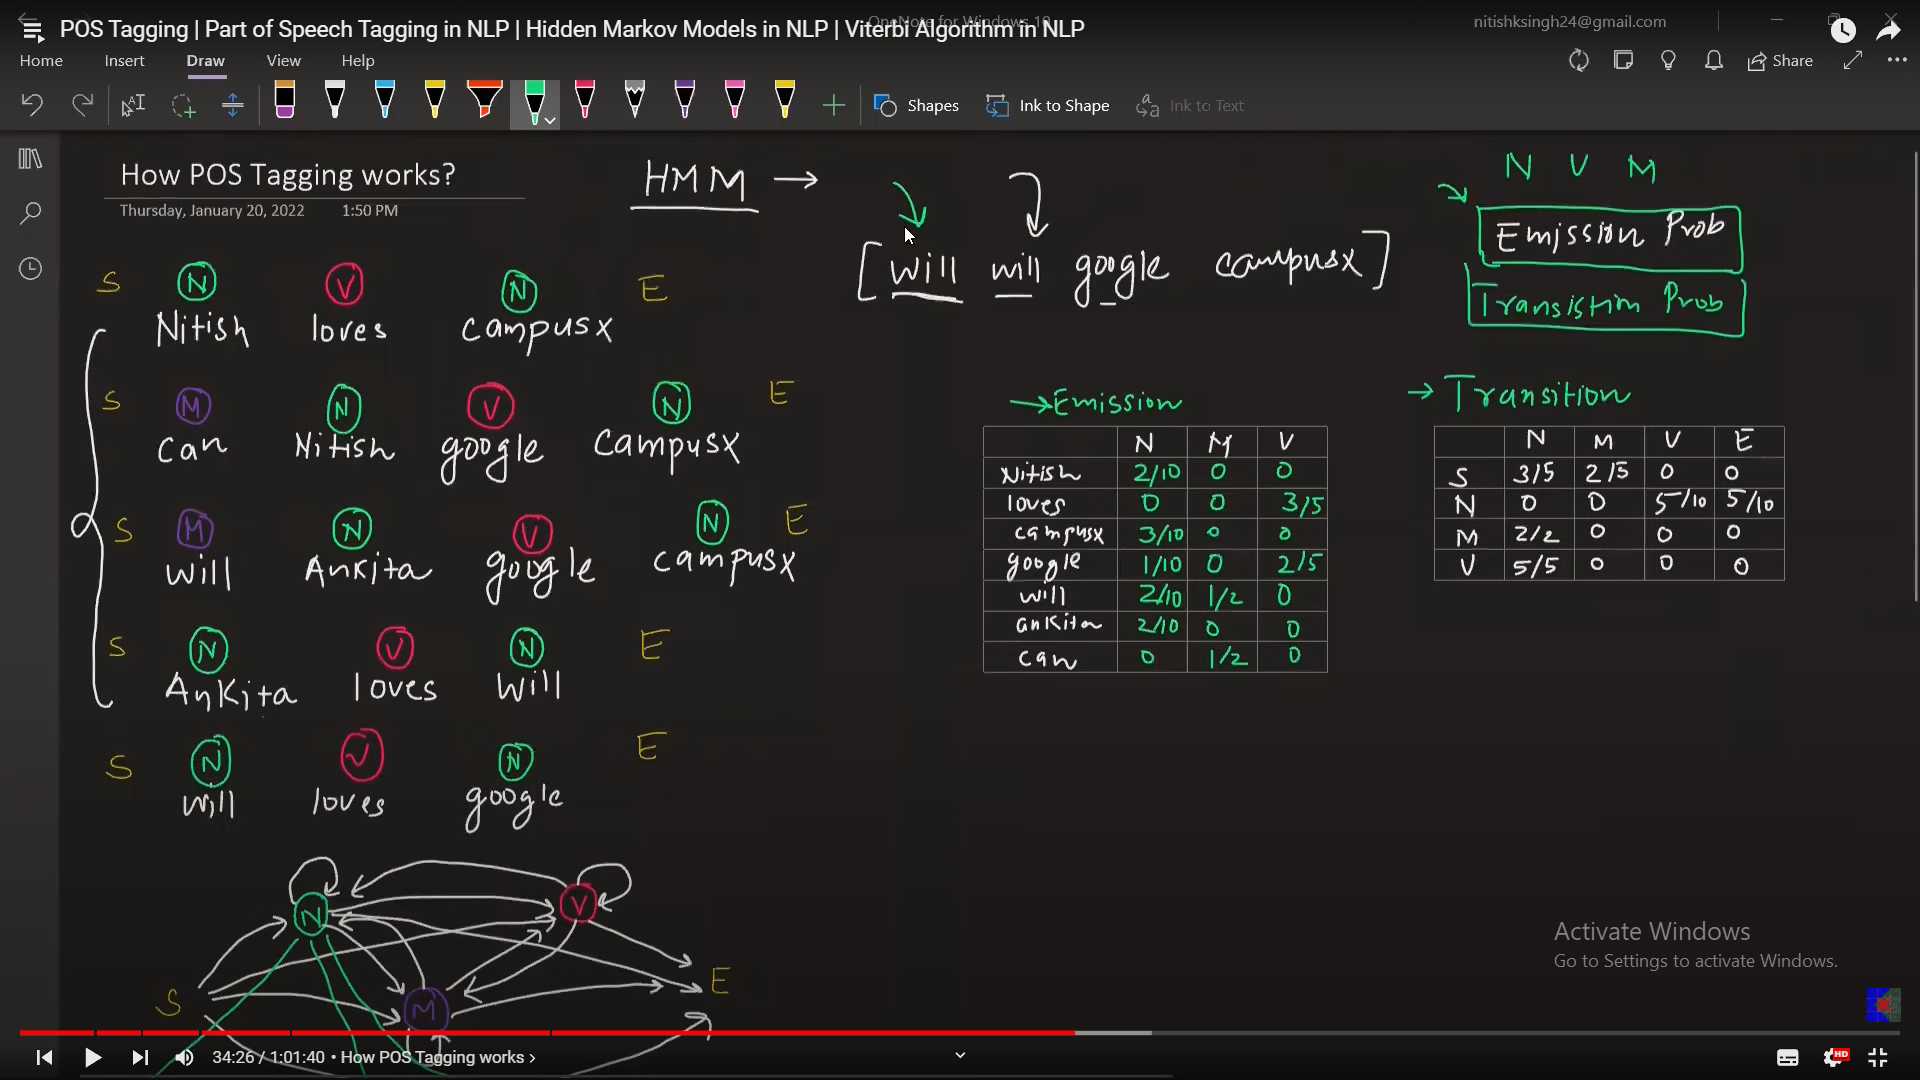 POS Tagging | Part of Speech Tagging in NLP | Hidden Markov Models in NLP | Viterbi Algorithm in NLP
OneNote for Windows 10
nitishksingh24@gmail.com
Home Insert Draw View Help
Share
Shapes Ink to Shape Ink to Text
How POS Tagging works?
Thursday, January 20, 2022 1:50 PM
HMM →
[will will google campusx]
N V M
Emission Prob
Transistion Prob
S N V N E
Nitish loves campusx
S M N V N E
can Nitish google campusx
S M N V N E
will Ankita google campusx
S N V N E
Ankita loves will
S N V N E
will loves google
→ Emission
N M V
Nitish 2/10 0 0
loves 0 0 3/5
campusx 3/10 0 0
google 1/10 0 2/5
will 2/10 1/2 0
ankita 2/10 0 0
can 0 1/2 0
→ Transition
N M V E
S 3/5 2/5 0 0
N 0 0 5/10 5/10
M 2/2 0 0 0
V 5/5 0 0 0
N V
S M E
Activate Windows
Go to Settings to activate Windows.
34:26 / 1:01:40 • How POS Tagging works ›
HD